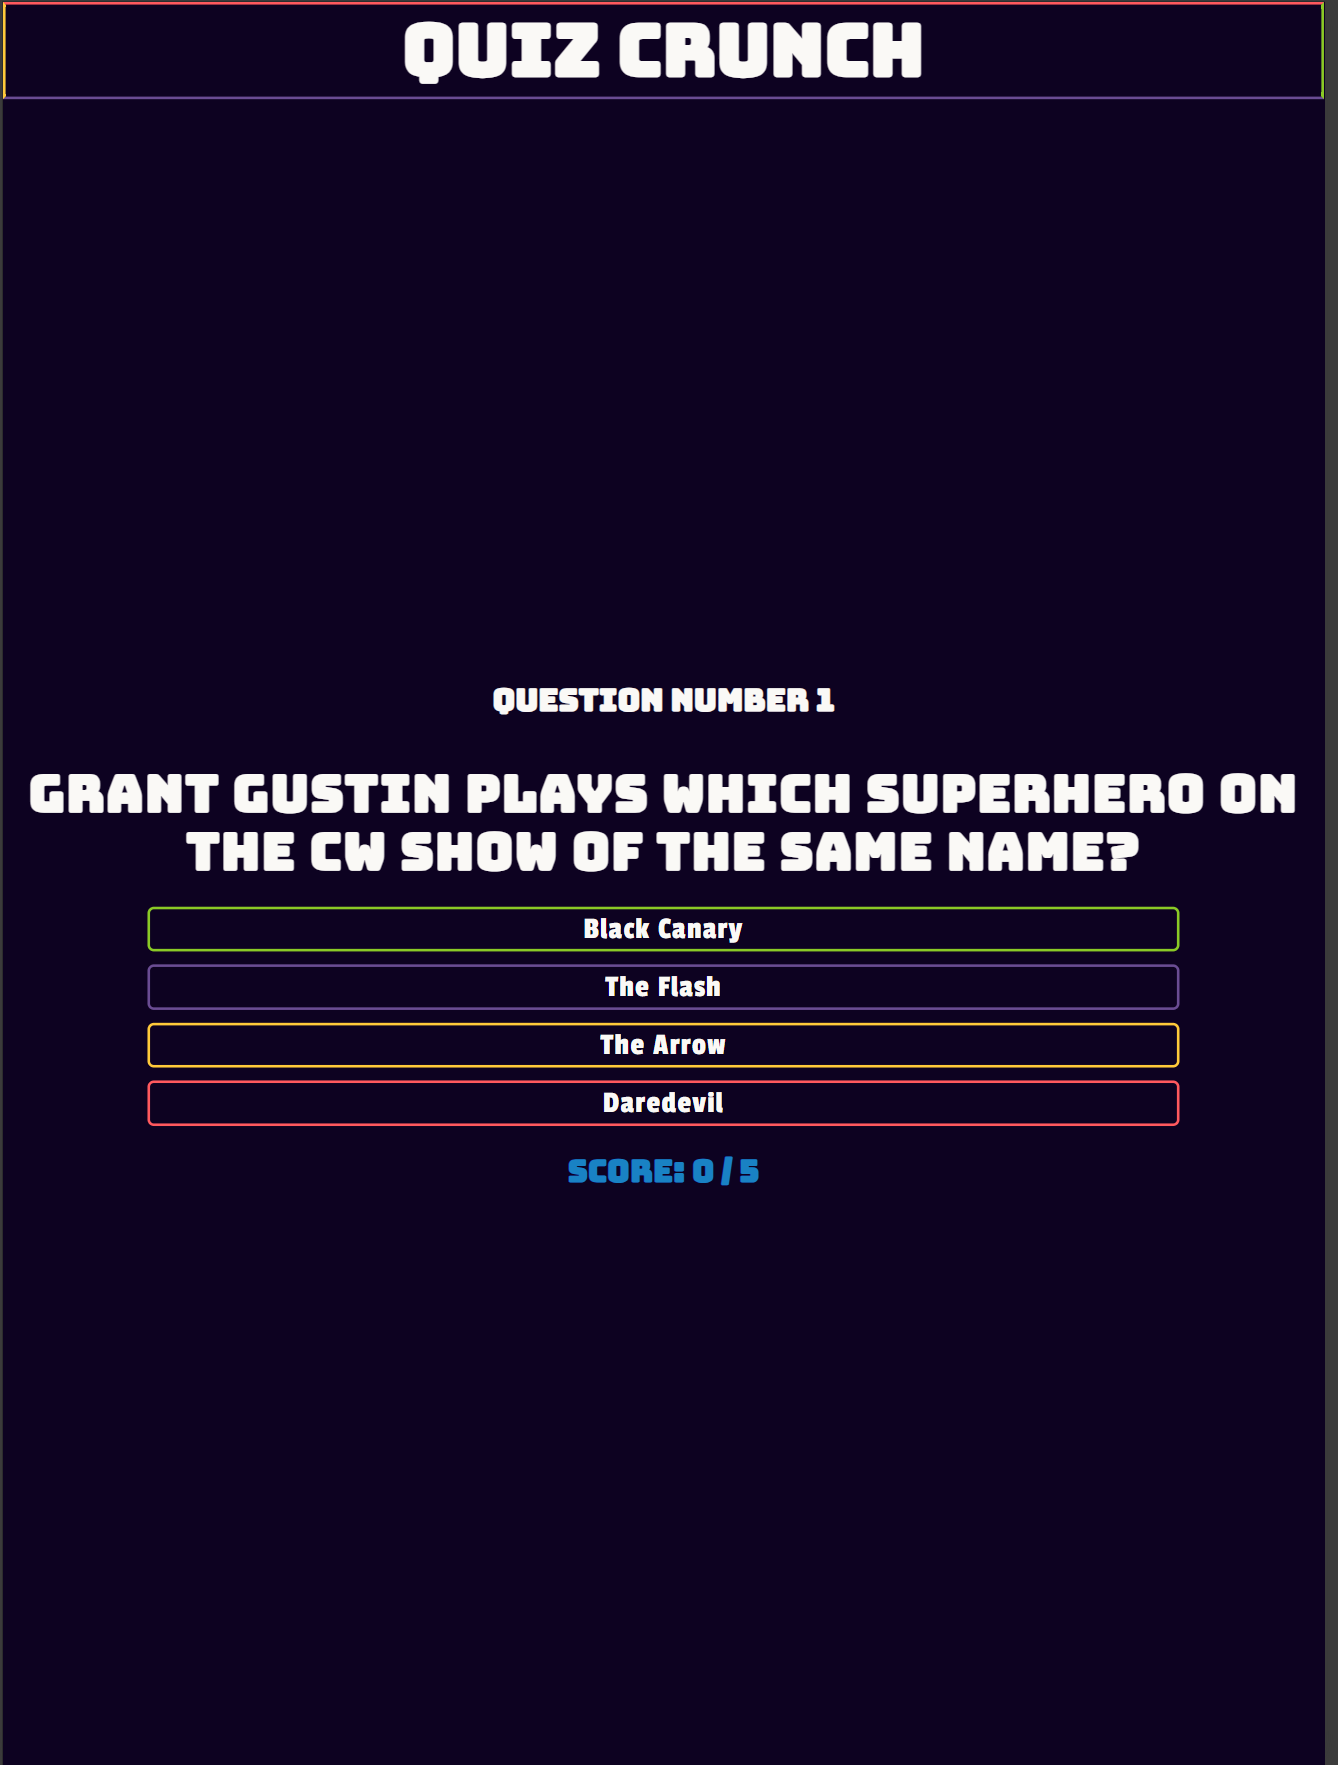 QUIZ CRUNCH
QUESTION NUMBER 1
GRANT GUSTIN PLAYS WHICH SUPERHERO ON
THE CW SHOW OF THE SAME NAME?
Black Canary
The Flash
The Arrow
Daredevil
SCORE: 0 / 5